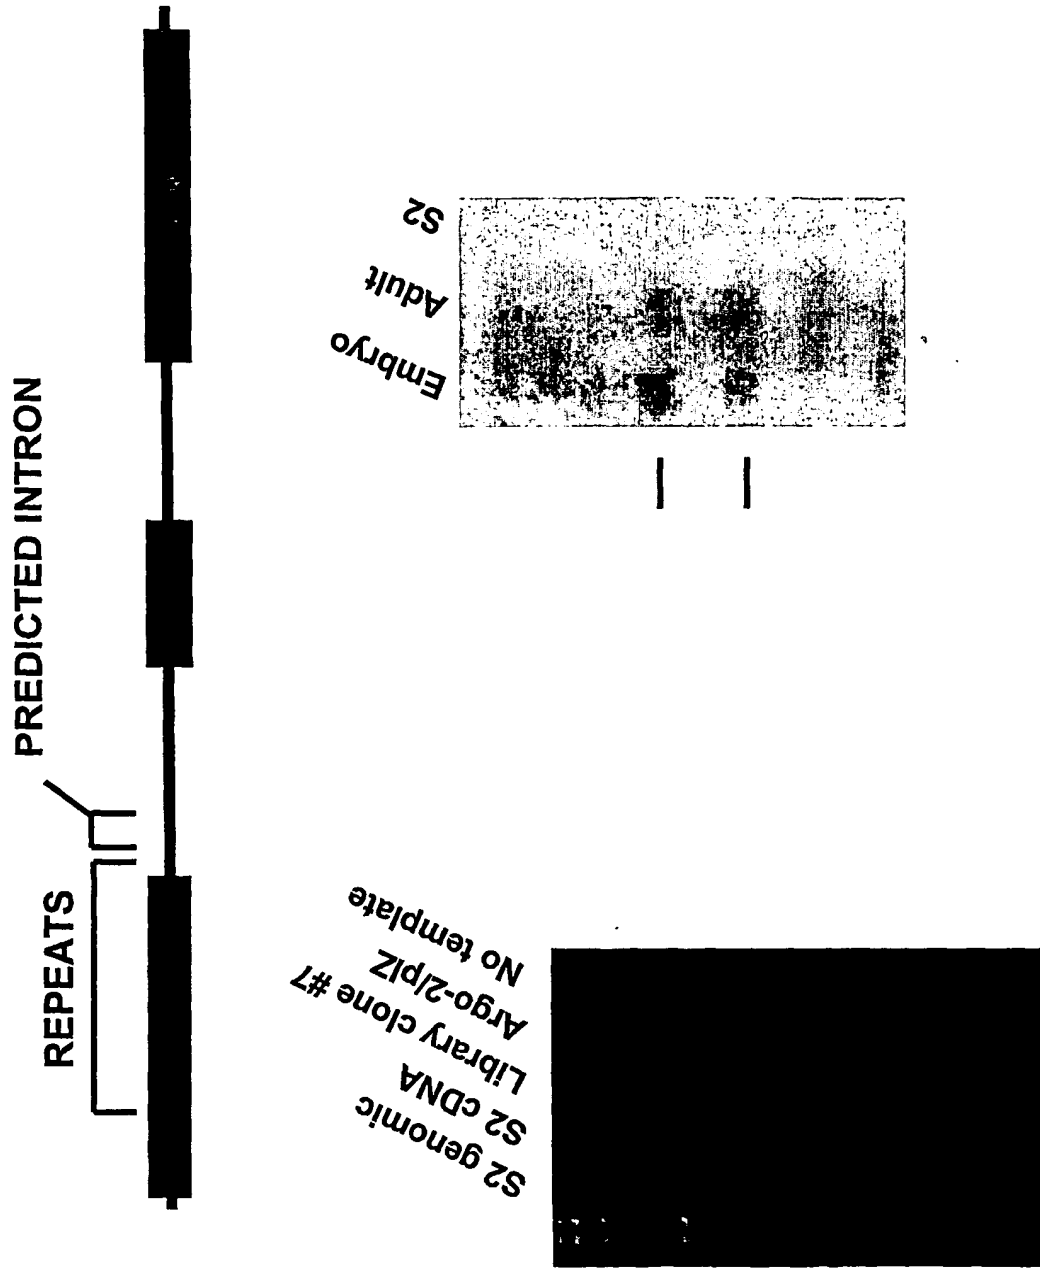 REPEATS
PREDICTED INTRON
S2 genomic
S2 cDNA
Library clone #7
Argo-2/pIZ
No template
Embryo
Adult
S2